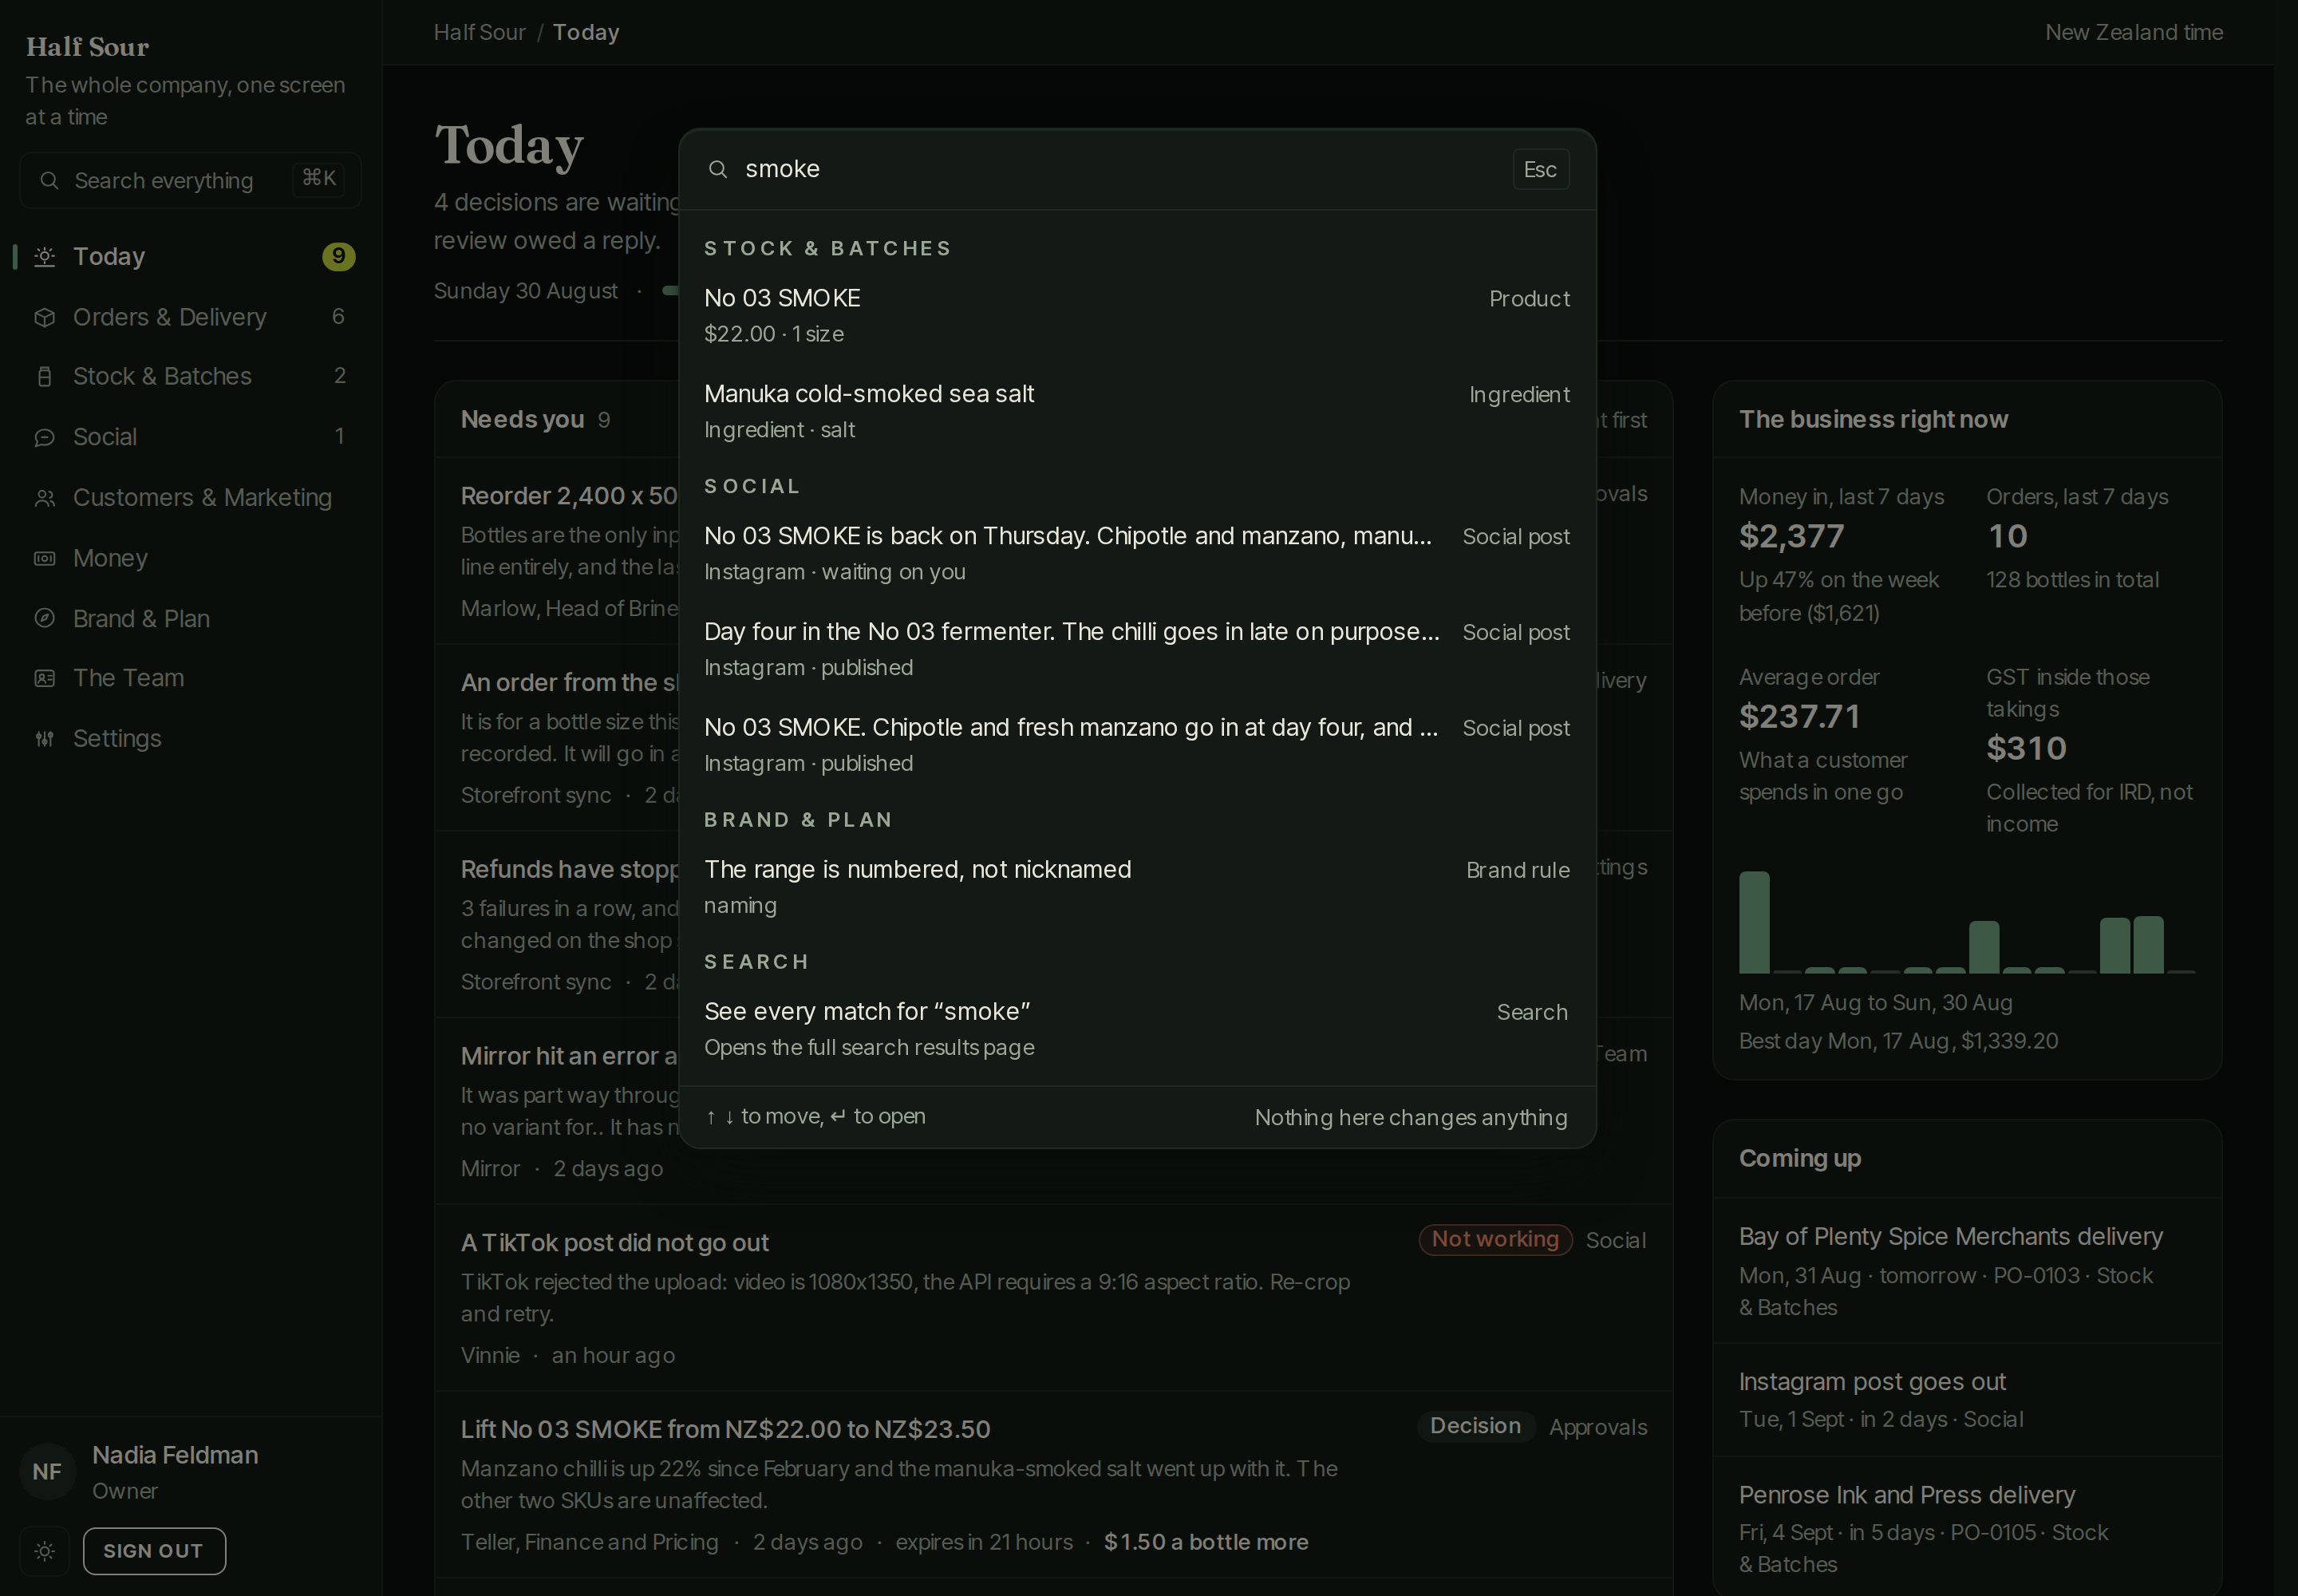 Half Sour
The whole company, one screen
at a time
Search everything ⌘K
Today 9
Orders & Delivery 6
Stock & Batches 2
Social 1
Customers & Marketing
Money
Brand & Plan
The Team
Settings
NF
Nadia Feldman
Owner
SIGN OUT
Half Sour / Today
New Zealand time
Today
4 decisions are waiting
review owed a reply.
Sunday 30 August ·
smoke
Esc
STOCK & BATCHES
No 03 SMOKE Product
$22.00 · 1 size
Manuka cold-smoked sea salt Ingredient
Ingredient · salt
SOCIAL
No 03 SMOKE is back on Thursday. Chipotle and manzano, manu... Social post
Instagram · waiting on you
Day four in the No 03 fermenter. The chilli goes in late on purpose... Social post
Instagram · published
No 03 SMOKE. Chipotle and fresh manzano go in at day four, and ... Social post
Instagram · published
BRAND & PLAN
The range is numbered, not nicknamed Brand rule
naming
SEARCH
See every match for “smoke” Search
Opens the full search results page
↑ ↓ to move, ↵ to open
Nothing here changes anything
Needs you 9
first
Reorder 2,400 x 50
Bottles are the only
line entirely, and the
Marlow, Head of Brine
An order from the
It is for a bottle size this
recorded. It will go in a
Storefront sync · 2
Refunds have
3 failures in a row, and
changed on the shop
Storefront sync · 2
Mirror hit an error
It was part way
no variant for.. It has
Team
Mirror · 2 days ago
A TikTok post did not go out Not working Social
TikTok rejected the upload: video is 1080x1350, the API requires a 9:16 aspect ratio. Re-crop
and retry.
Vinnie · an hour ago
Lift No 03 SMOKE from NZ$22.00 to NZ$23.50 Decision Approvals
Manzano chilli is up 22% since February and the manuka-smoked salt went up with it. The
other two SKUs are unaffected.
Teller, Finance and Pricing · 2 days ago · expires in 21 hours · $1.50 a bottle more
The business right now
Money in, last 7 days
$2,377
Up 47% on the week
before ($1,621)
Orders, last 7 days
10
128 bottles in total
Average order
$237.71
What a customer
spends in one go
GST inside those
takings
$310
Collected for IRD, not
income
Mon, 17 Aug to Sun, 30 Aug
Best day Mon, 17 Aug, $1,339.20
Coming up
Bay of Plenty Spice Merchants delivery
Mon, 31 Aug · tomorrow · PO-0103 · Stock
& Batches
Instagram post goes out
Tue, 1 Sept · in 2 days · Social
Penrose Ink and Press delivery
Fri, 4 Sept · in 5 days · PO-0105 · Stock
& Batches